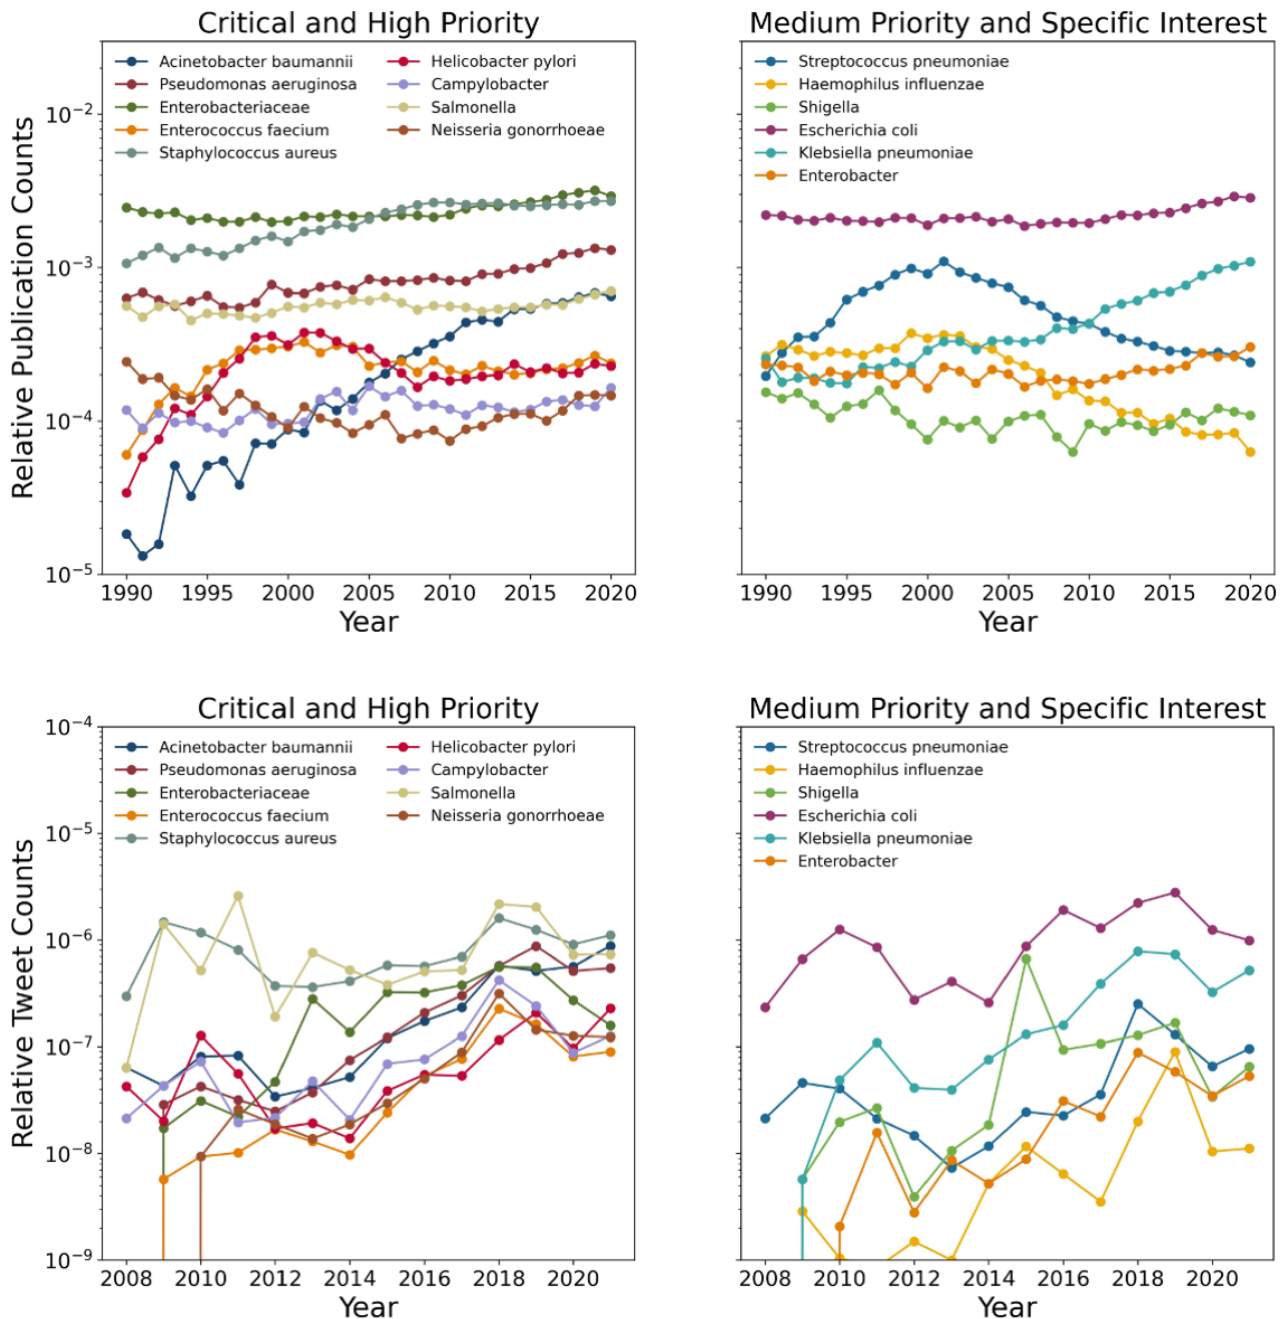 Critical and High Priority
Relative Publication Counts
10⁻²
10⁻³
10⁻⁴
10⁻⁵
Acinetobacter baumannii
Pseudomonas aeruginosa
Enterobacteriaceae
Enterococcus faecium
Staphylococcus aureus
Helicobacter pylori
Campylobacter
Salmonella
Neisseria gonorrhoeae
1990 1995 2000 2005 2010 2015 2020
Year
Medium Priority and Specific Interest
Streptococcus pneumoniae
Haemophilus influenzae
Shigella
Escherichia coli
Klebsiella pneumoniae
Enterobacter
1990 1995 2000 2005 2010 2015 2020
Year
Critical and High Priority
Relative Tweet Counts
10⁻⁴
10⁻⁵
10⁻⁶
10⁻⁷
10⁻⁸
10⁻⁹
Acinetobacter baumannii
Pseudomonas aeruginosa
Enterobacteriaceae
Enterococcus faecium
Staphylococcus aureus
Helicobacter pylori
Campylobacter
Salmonella
Neisseria gonorrhoeae
2008 2010 2012 2014 2016 2018 2020
Year
Medium Priority and Specific Interest
Streptococcus pneumoniae
Haemophilus influenzae
Shigella
Escherichia coli
Klebsiella pneumoniae
Enterobacter
2008 2010 2012 2014 2016 2018 2020
Year